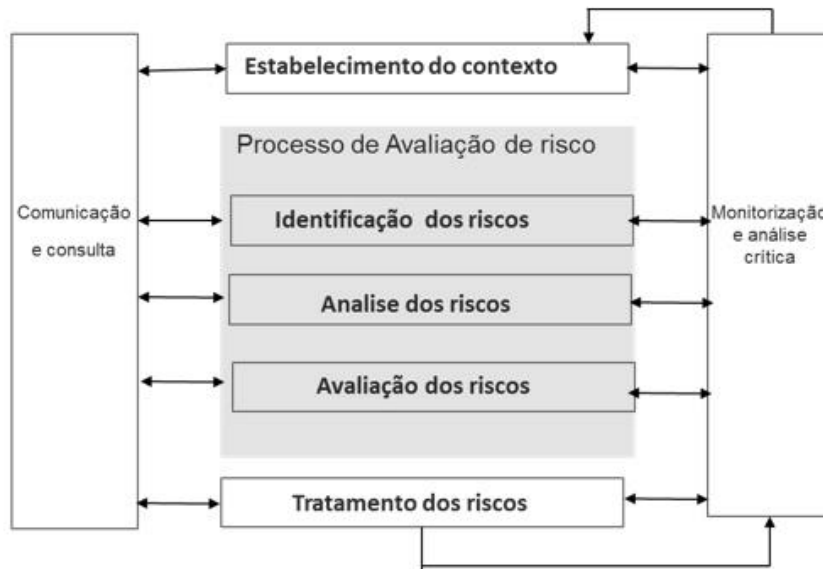 Estabelecimento do contexto
Processo de Avaliação de risco
Comunicação
e consulta
Identificação dos riscos
Analise dos riscos
Avaliação dos riscos
Tratamento dos riscos
Monitorização
e análise
crítica